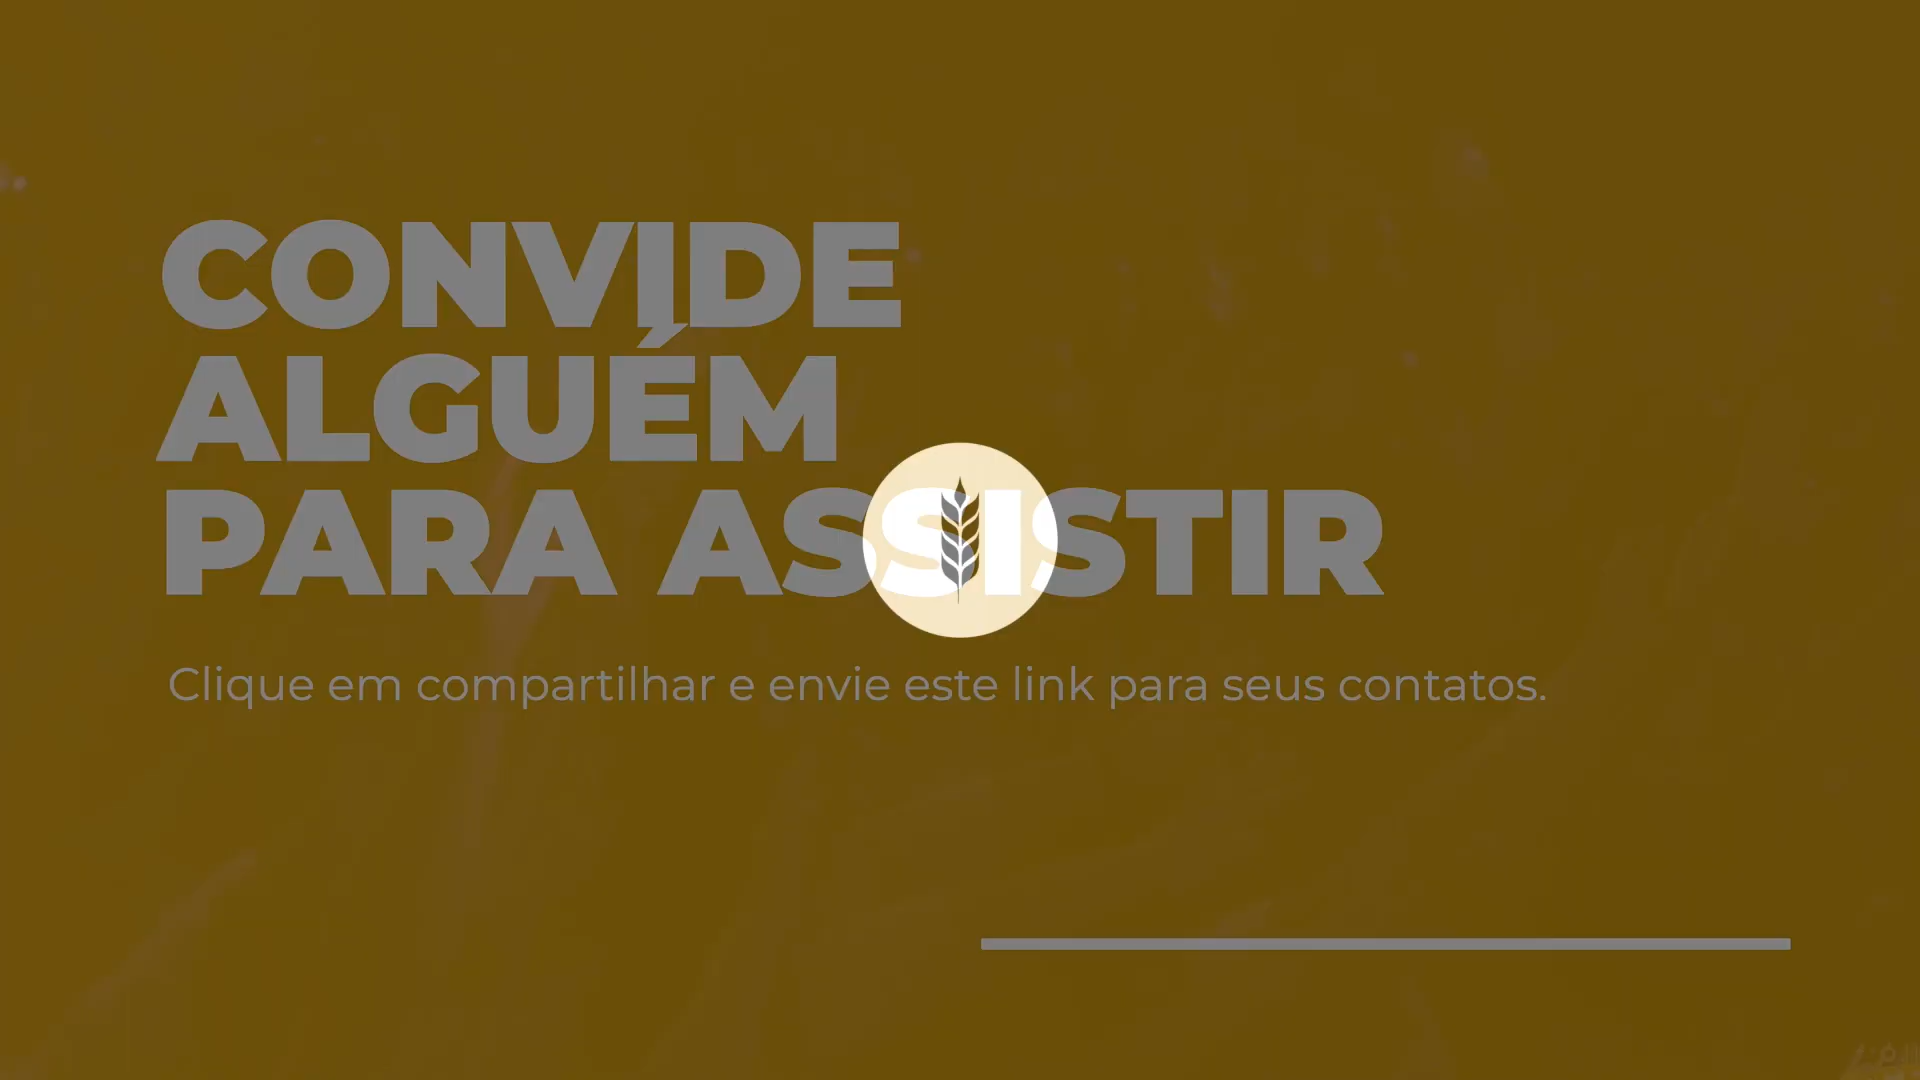 CONVIDE
ALGUÉM
PARA ASSISTIR
Clique em compartilhar e envie este link para seus contatos.